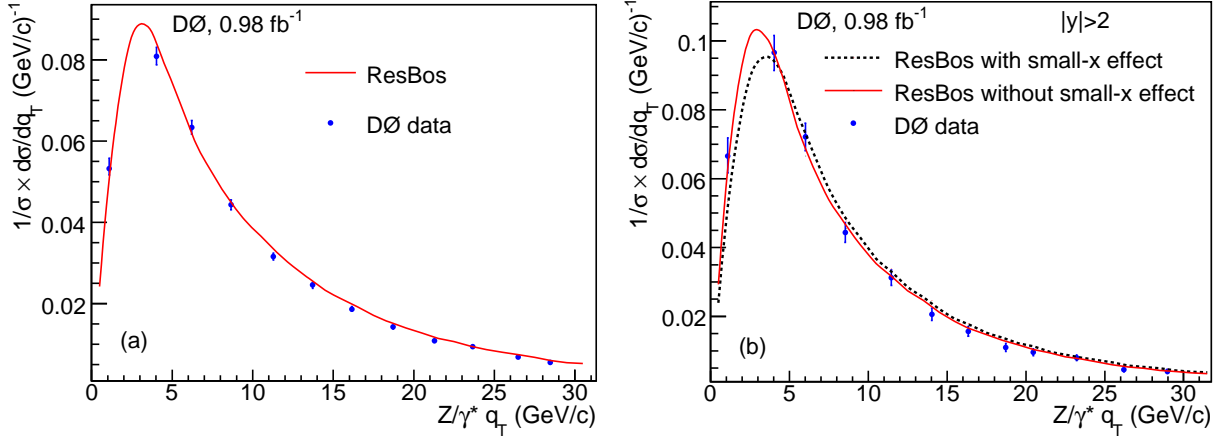 DØ, 0.98 fb⁻¹
ResBos
DØ data
1/σ × dσ/dq_T (GeV/c)⁻¹
0.08
0.06
0.04
0.02
(a)
0 5 10 15 20 25 30
Z/γ* q_T (GeV/c)
DØ, 0.98 fb⁻¹ |y|>2
ResBos with small-x effect
ResBos without small-x effect
DØ data
1/σ × dσ/dq_T (GeV/c)⁻¹
0.1
0.08
0.06
0.04
0.02
(b)
0 5 10 15 20 25 30
Z/γ* q_T (GeV/c)